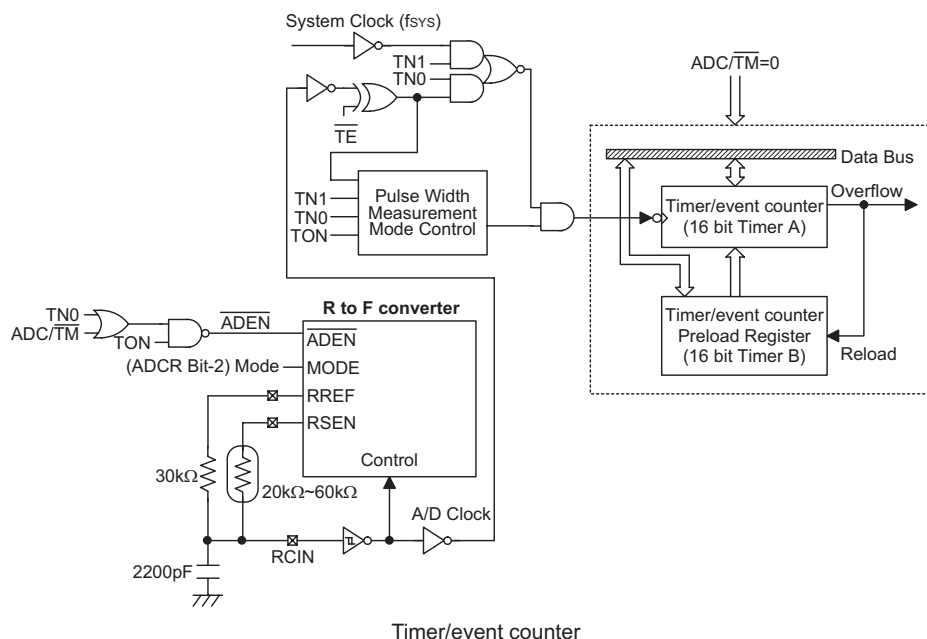 System Clock (fSYS)
TN1
TN0
TE
ADC/TM=0
Data Bus
TN1
TN0
TON
Pulse Width
Measurement
Mode Control
Timer/event counter
(16 bit Timer A)
Overflow
Timer/event counter
Preload Register
(16 bit Timer B)
Reload
R to F converter
TN0
ADC/TM
TON
ADEN
ADEN
(ADCR Bit-2) Mode
MODE
RREF
RSEN
Control
30kΩ
20kΩ~60kΩ
A/D Clock
RCIN
2200pF
Timer/event counter